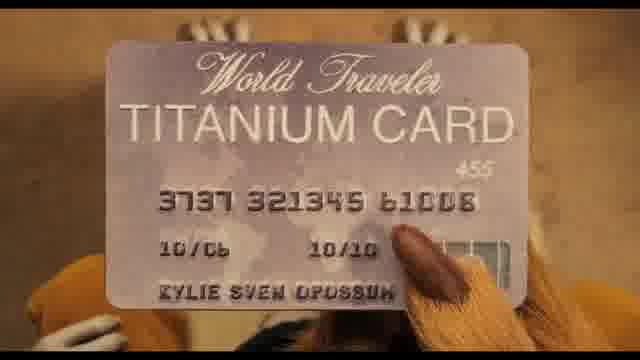 World Traveler
TITANIUM CARD
455
3737 321345 61008
10/06 10/10
KYLIE SVEN OPOSSUM